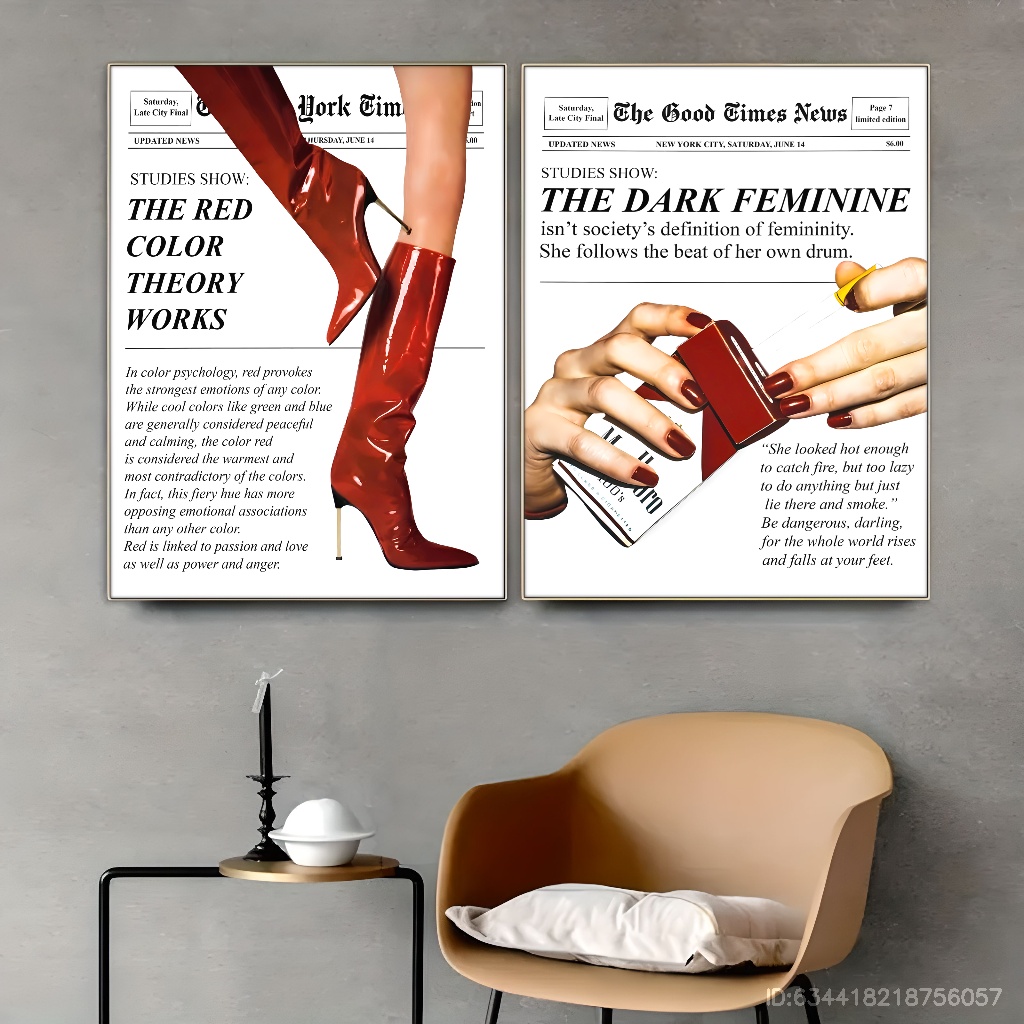 Saturday,
Late City Final
York Tim
UPDATED NEWS
HURSDAY, JUNE 14
STUDIES SHOW:
THE RED
COLOR
THEORY
WORKS
In color psychology, red provokes
the strongest emotions of any color.
While cool colors like green and blue
are generally considered peaceful
and calming, the color red
is considered the warmest and
most contradictory of the colors.
In fact, this fiery hue has more
opposing emotional associations
than any other color.
Red is linked to passion and love
as well as power and anger.
Saturday,
Late City Final
The Good Times News
Page 7
limited edition
UPDATED NEWS
NEW YORK CITY, SATURDAY, JUNE 14
$6.00
STUDIES SHOW:
THE DARK FEMININE
isn't society's definition of femininity.
She follows the beat of her own drum.
"She looked hot enough
to catch fire, but too lazy
to do anything but just
lie there and smoke."
Be dangerous, darling,
for the whole world rises
and falls at your feet.
ID:634418218756057